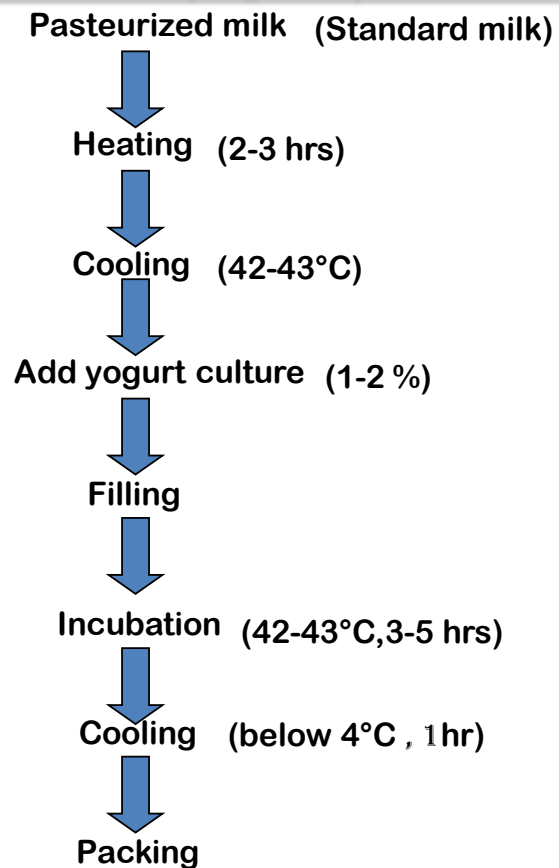 Pasteurized milk (Standard milk)
Heating (2-3 hrs)
Cooling (42-43°C)
Add yogurt culture (1-2 %)
Filling
Incubation (42-43°C,3-5 hrs)
Cooling (below 4°C , 1hr)
Packing